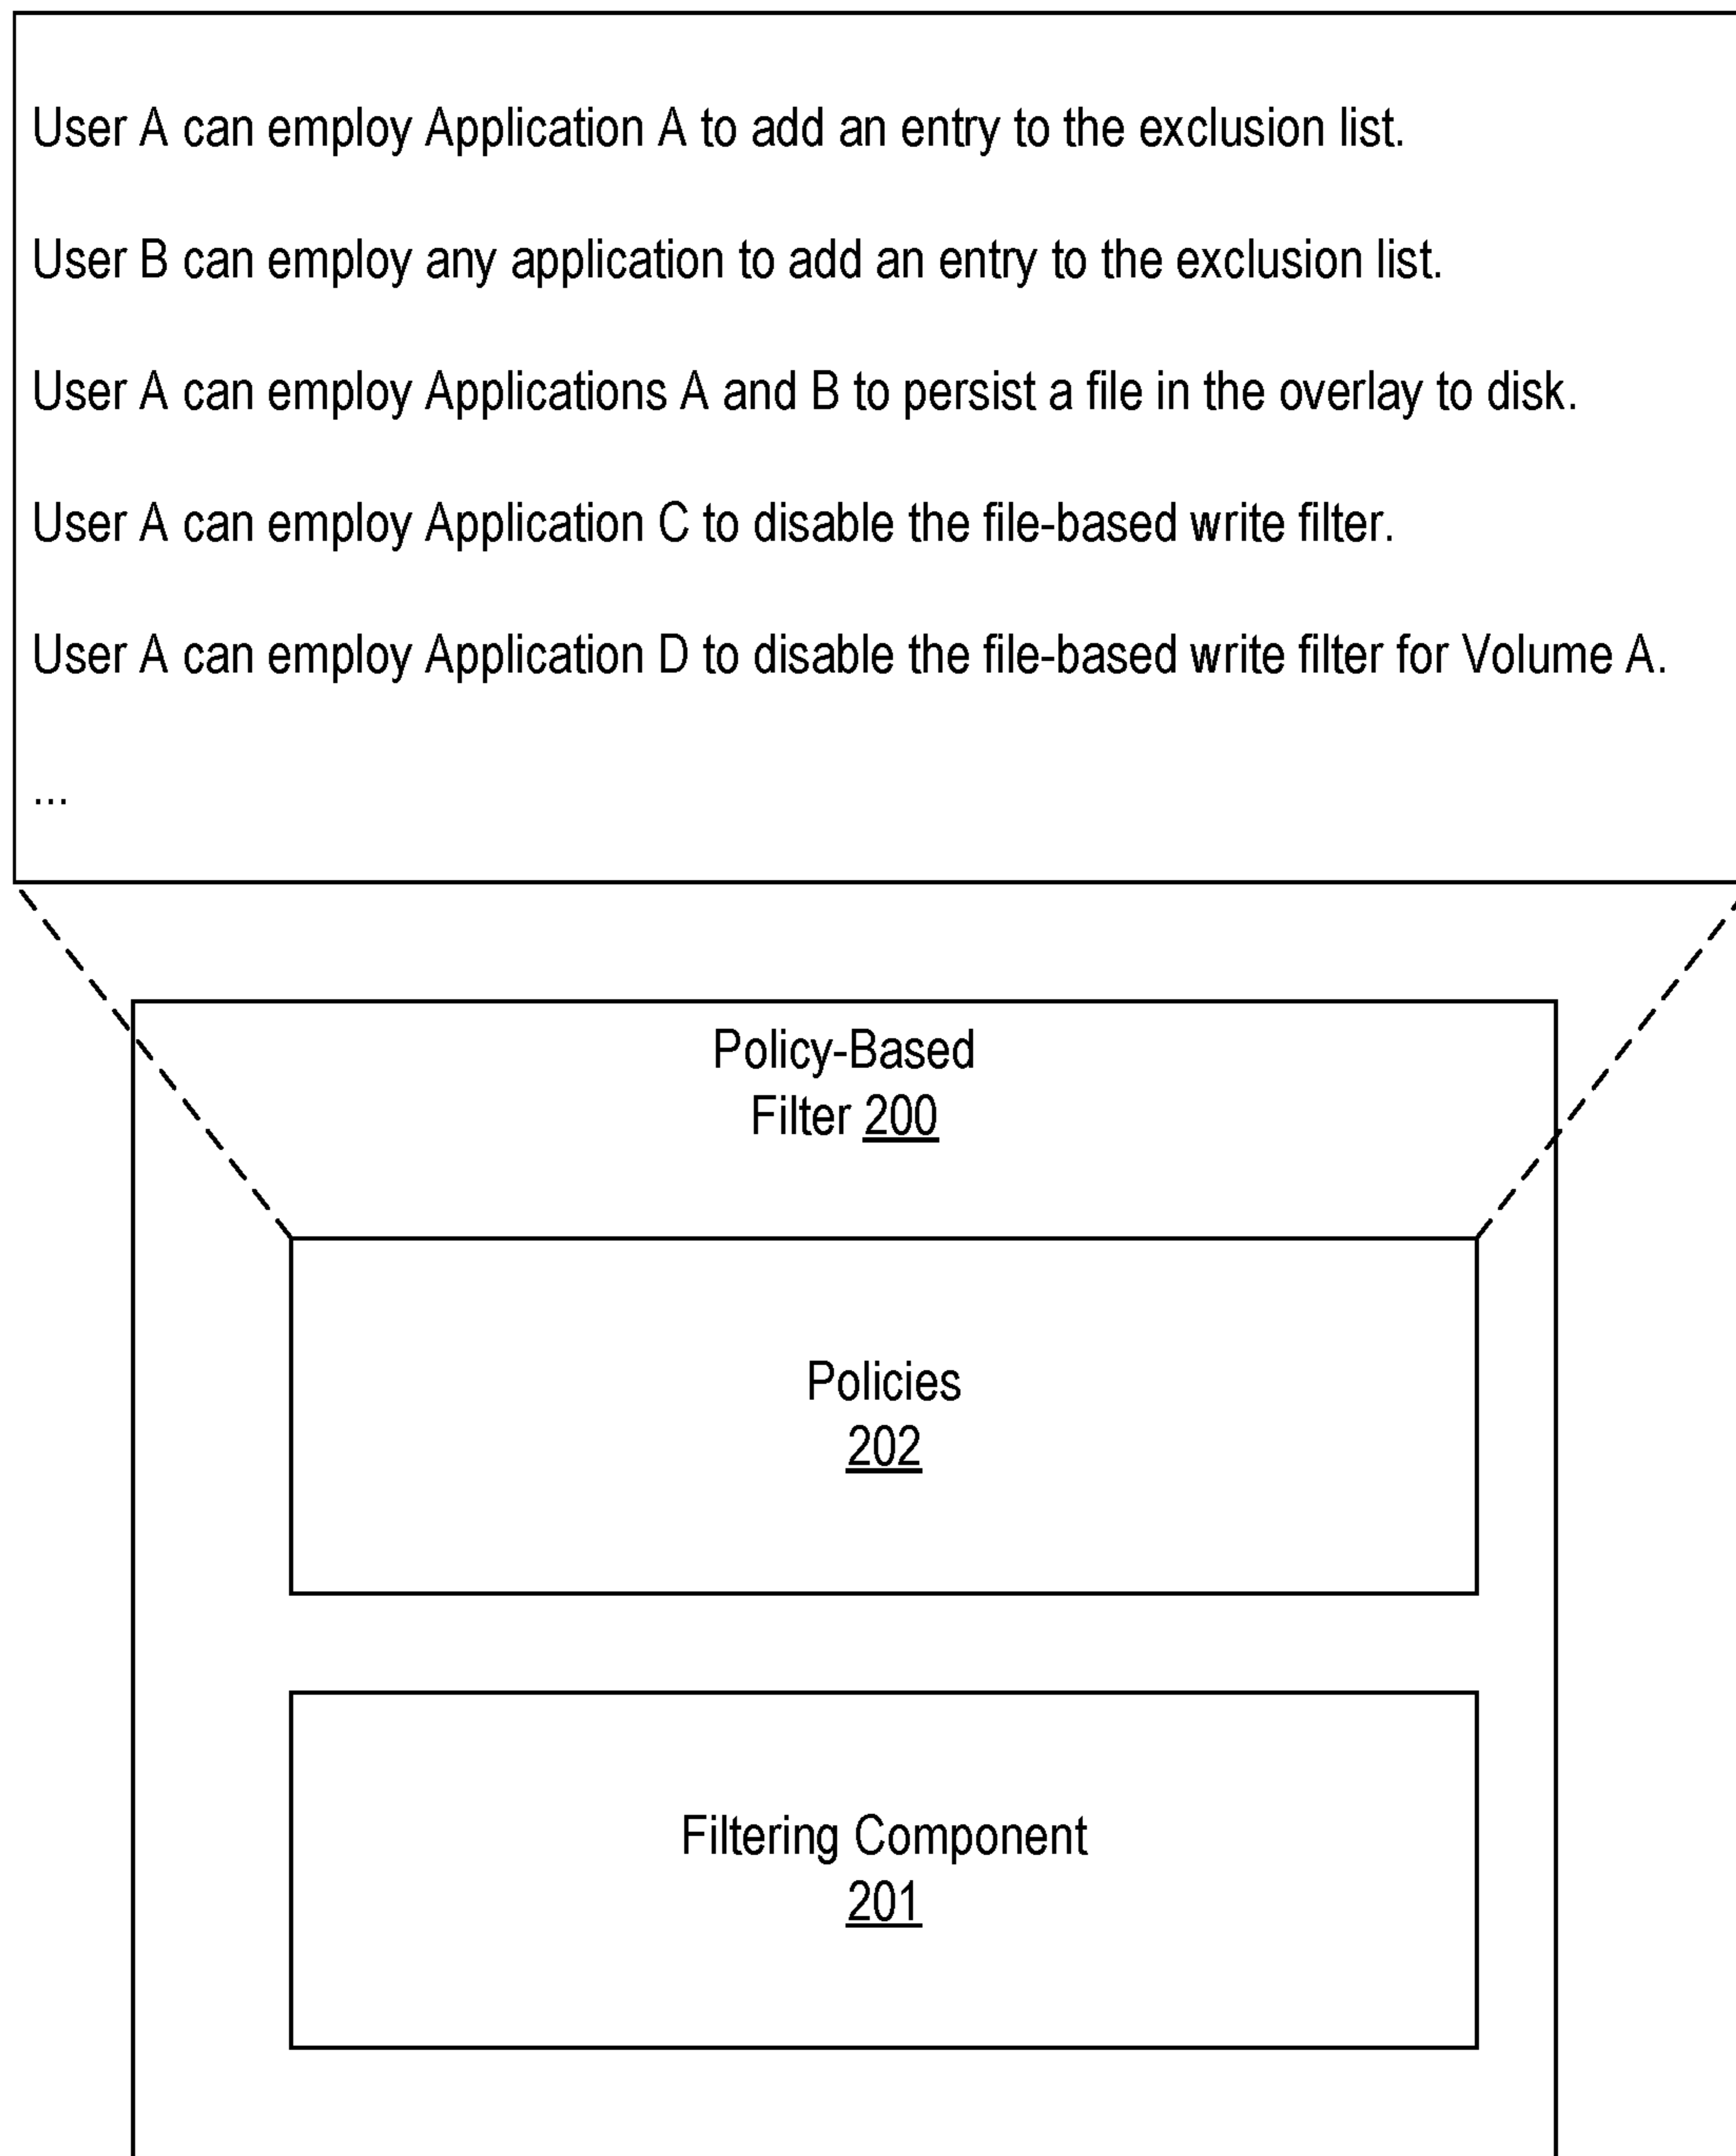 User A can employ Application A to add an entry to the exclusion list.
User B can employ any application to add an entry to the exclusion list.
User A can employ Applications A and B to persist a file in the overlay to disk.
User A can employ Application C to disable the file-based write filter.
User A can employ Application D to disable the file-based write filter for Volume A.
...
Policy-Based
Filter 200
Policies
202
Filtering Component
201